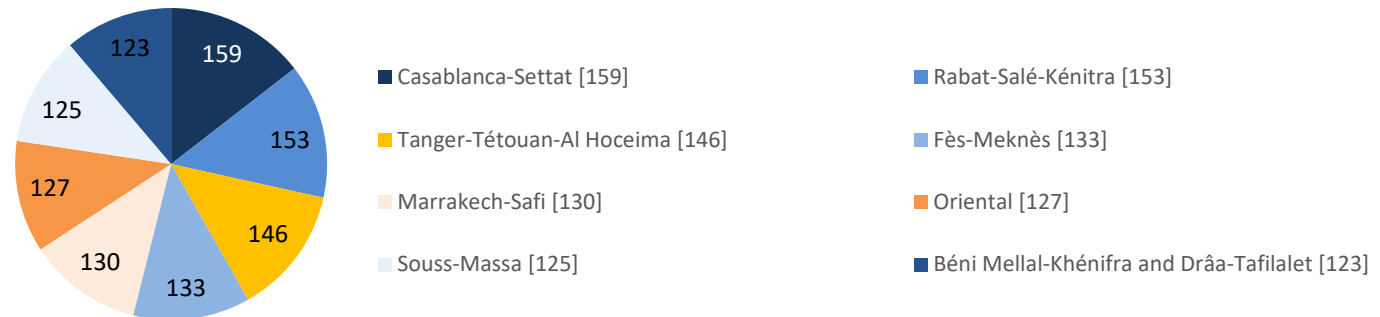 123
159
125
153
127
146
130
133
Casablanca-Settat [159]
Rabat-Salé-Kénitra [153]
Tanger-Tétouan-Al Hoceima [146]
Fès-Meknès [133]
Marrakech-Safi [130]
Oriental [127]
Souss-Massa [125]
Béni Mellal-Khénifra and Drâa-Tafilalet [123]